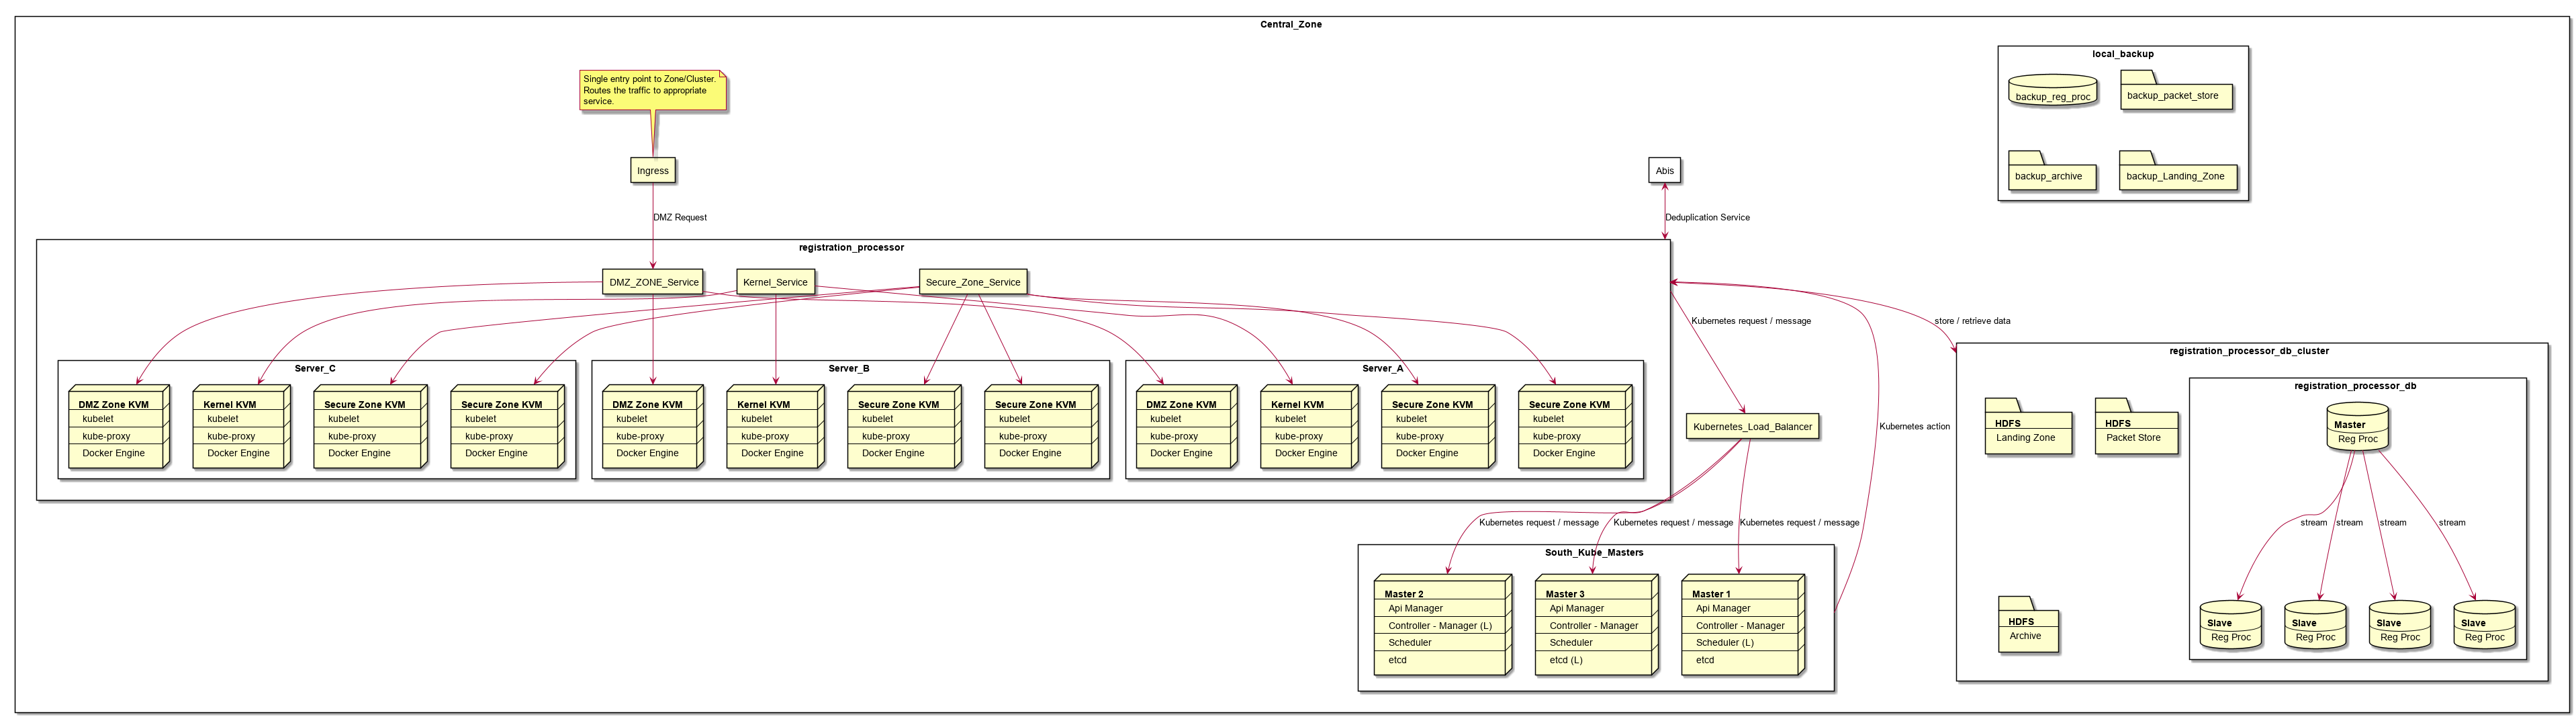 Central_Zone
local_backup
backup_reg_proc
backup_packet_store
backup_archive
backup_Landing_Zone
Single entry point to Zone/Cluster.
Routes the traffic to appropriate
service.
Ingress
Abis
DMZ Request
Deduplication Service
registration_processor
DMZ_ZONE_Service
Kernel_Service
Secure_Zone_Service
Kubernetes request / message
store / retrieve data
Kubernetes action
Server_C
DMZ Zone KVM
kubelet
kube-proxy
Docker Engine
Kernel KVM
kubelet
kube-proxy
Docker Engine
Secure Zone KVM
kubelet
kube-proxy
Docker Engine
Secure Zone KVM
kubelet
kube-proxy
Docker Engine
Server_B
DMZ Zone KVM
kubelet
kube-proxy
Docker Engine
Kernel KVM
kubelet
kube-proxy
Docker Engine
Secure Zone KVM
kubelet
kube-proxy
Docker Engine
Secure Zone KVM
kubelet
kube-proxy
Docker Engine
Server_A
DMZ Zone KVM
kubelet
kube-proxy
Docker Engine
Kernel KVM
kubelet
kube-proxy
Docker Engine
Secure Zone KVM
kubelet
kube-proxy
Docker Engine
Secure Zone KVM
kubelet
kube-proxy
Docker Engine
Kubernetes_Load_Balancer
Kubernetes request / message
Kubernetes request / message
Kubernetes request / message
South_Kube_Masters
Master 2
Api Manager
Controller - Manager (L)
Scheduler
etcd
Master 3
Api Manager
Controller - Manager
Scheduler
etcd (L)
Master 1
Api Manager
Controller - Manager
Scheduler (L)
etcd
registration_processor_db_cluster
HDFS
Landing Zone
HDFS
Packet Store
HDFS
Archive
registration_processor_db
Master
Reg Proc
stream
stream
stream
stream
Slave
Reg Proc
Slave
Reg Proc
Slave
Reg Proc
Slave
Reg Proc